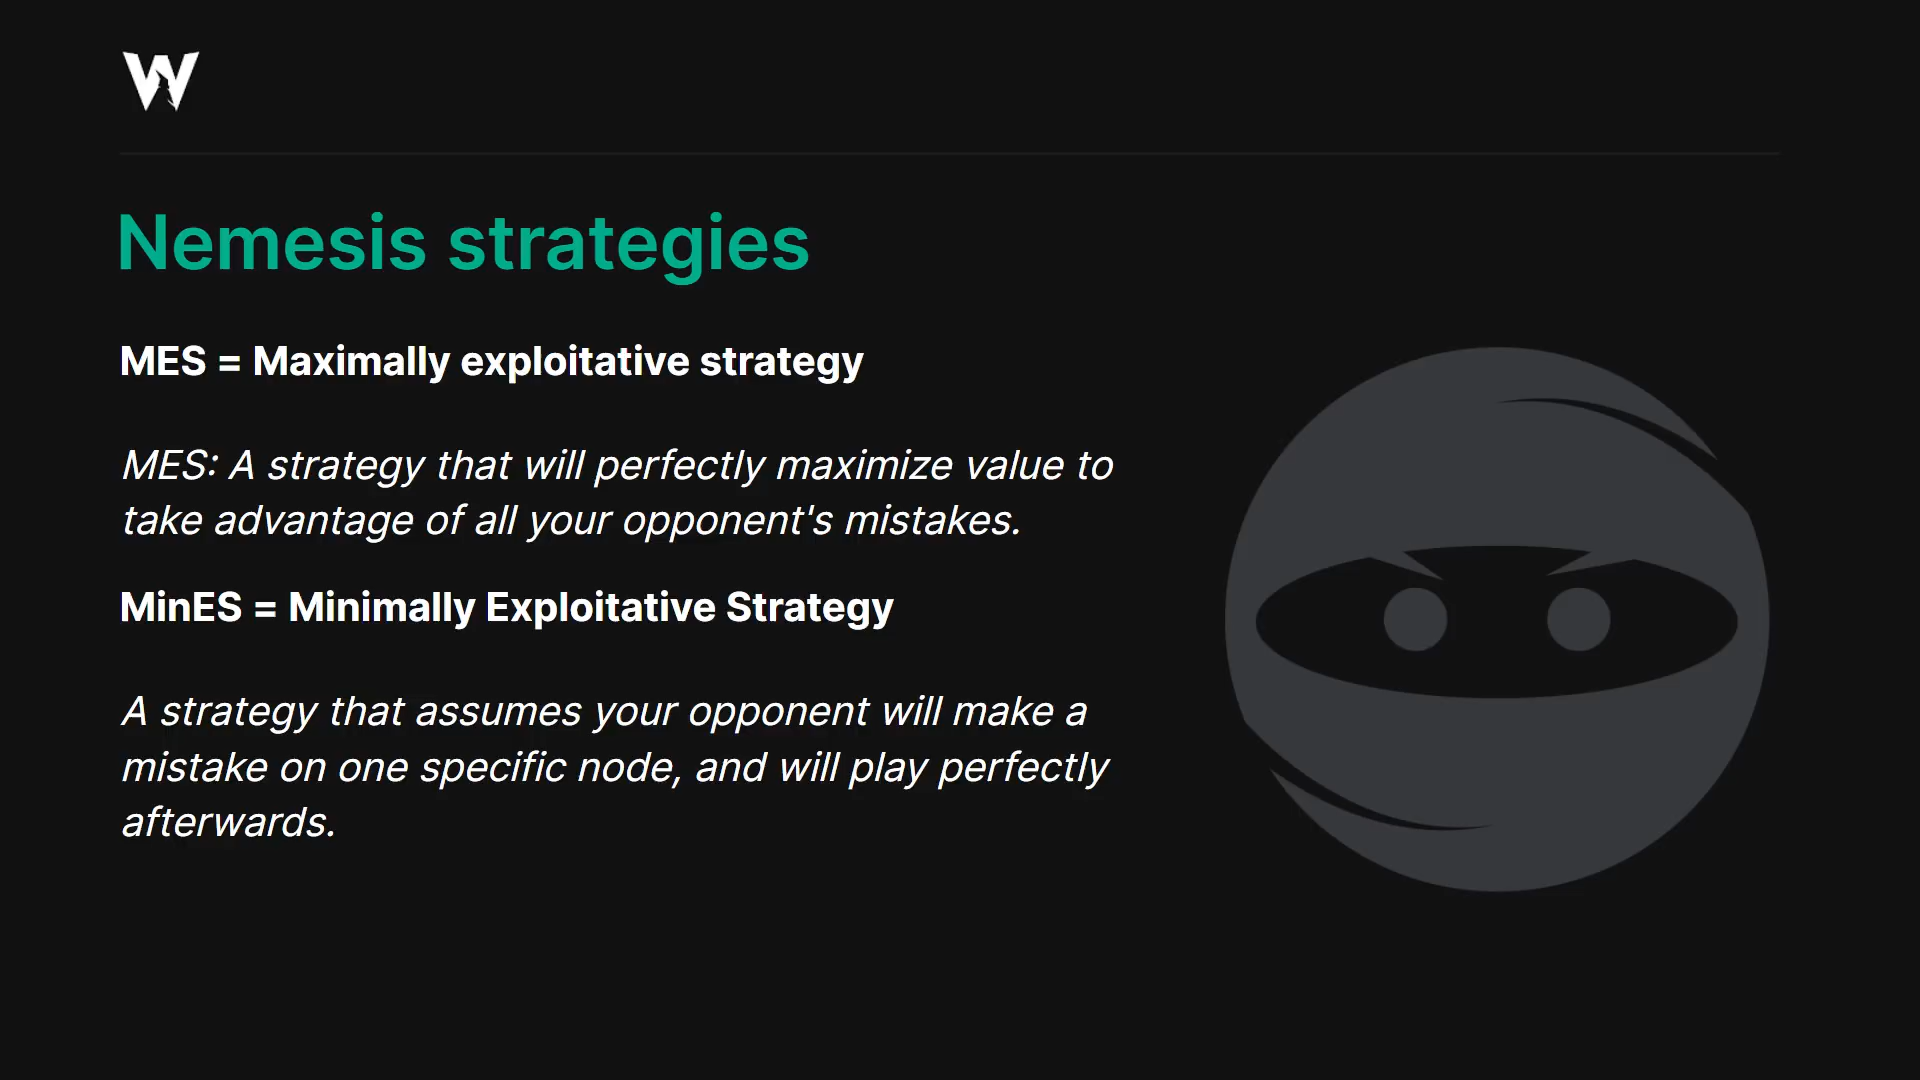 W
Nemesis strategies
MES = Maximally exploitative strategy
MES: A strategy that will perfectly maximize value to
take advantage of all your opponent's mistakes.
MinES = Minimally Exploitative Strategy
A strategy that assumes your opponent will make a
mistake on one specific node, and will play perfectly
afterwards.